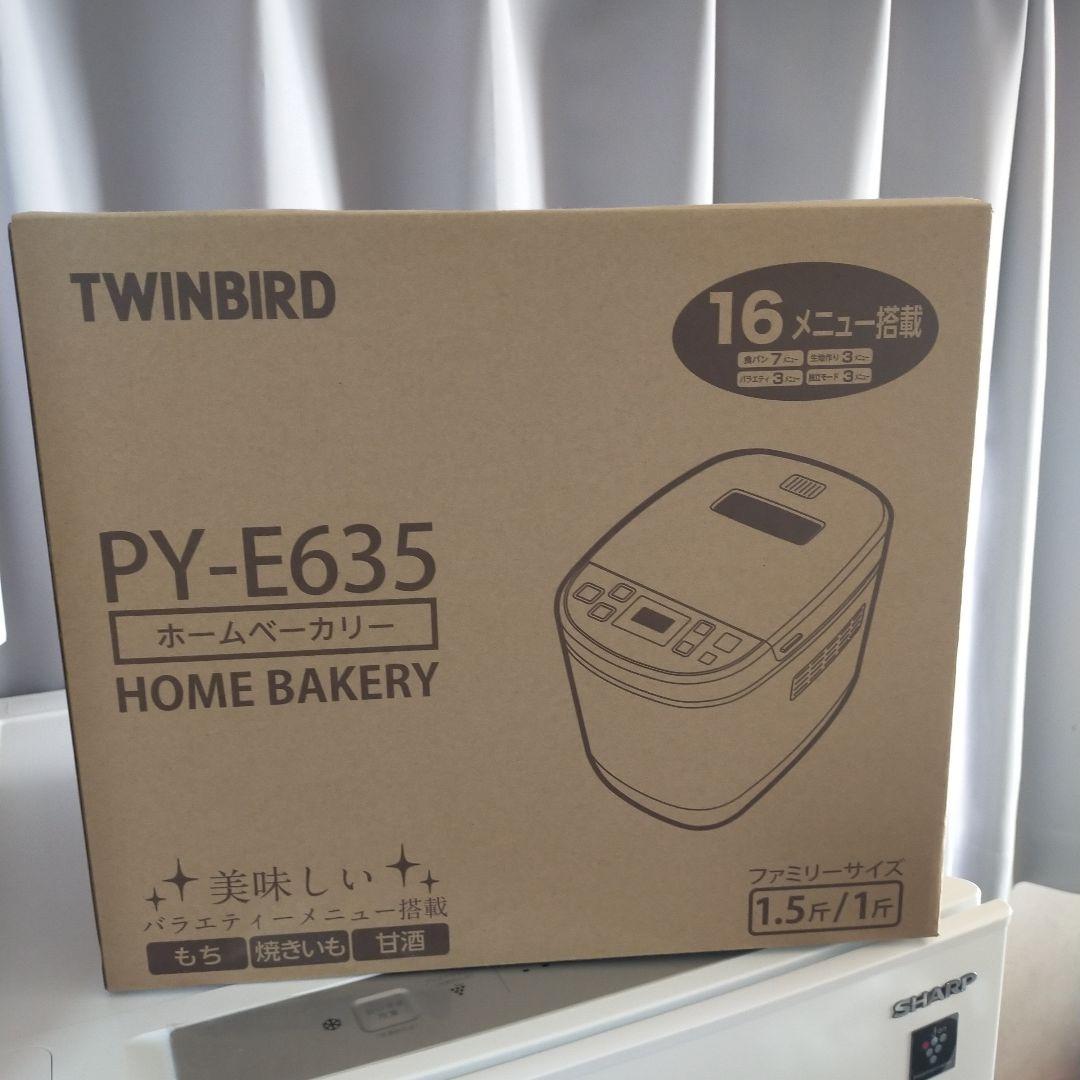 TWINBIRD
16メニュー搭載
食パン 7 メニュー 生地作り 3 メニュー
バラエティ 3 メニュー 独立モード 3 メニュー
PY-E635
ホームベーカリー
HOME BAKERY
美味しい
バラエティーメニュー搭載
もち 焼きいも 甘酒
ファミリーサイズ
1.5斤/1斤
SHARP